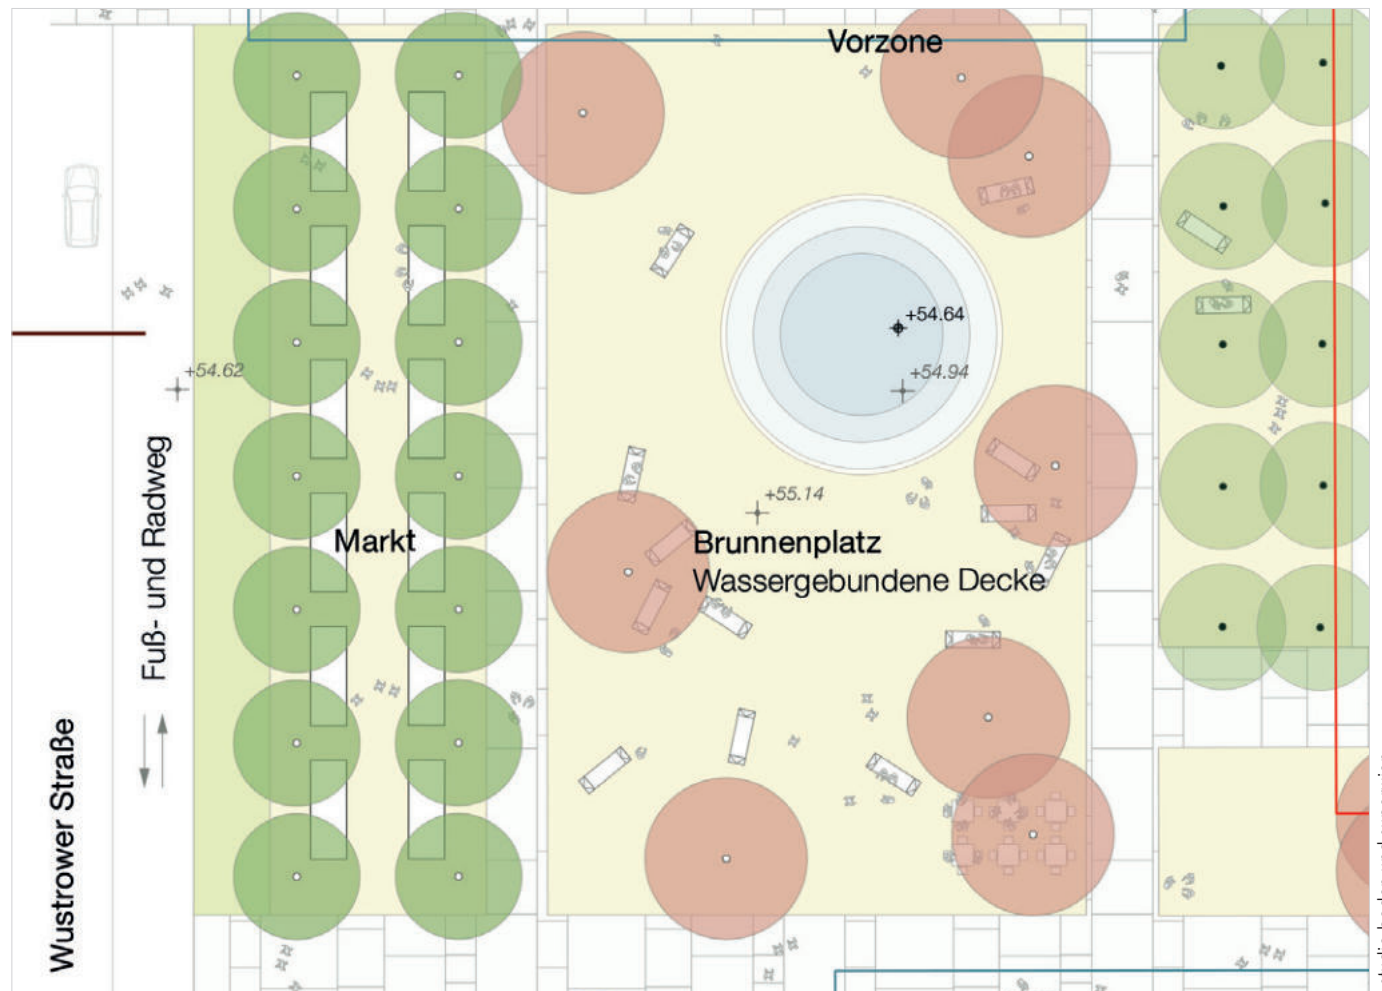 Vorzone
+54.64
+54.62
+54.94
Fuß- und Radweg
+55.14
Markt
Brunnenplatz
Wassergebundene Decke
Wustrower Straße